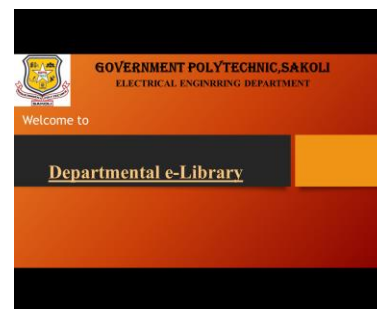 GOVERNMENT POLYTECHNIC,SAKOLI
ELECTRICAL ENGINRRING DEPARTMENT
Welcome to
Departmental e-Library